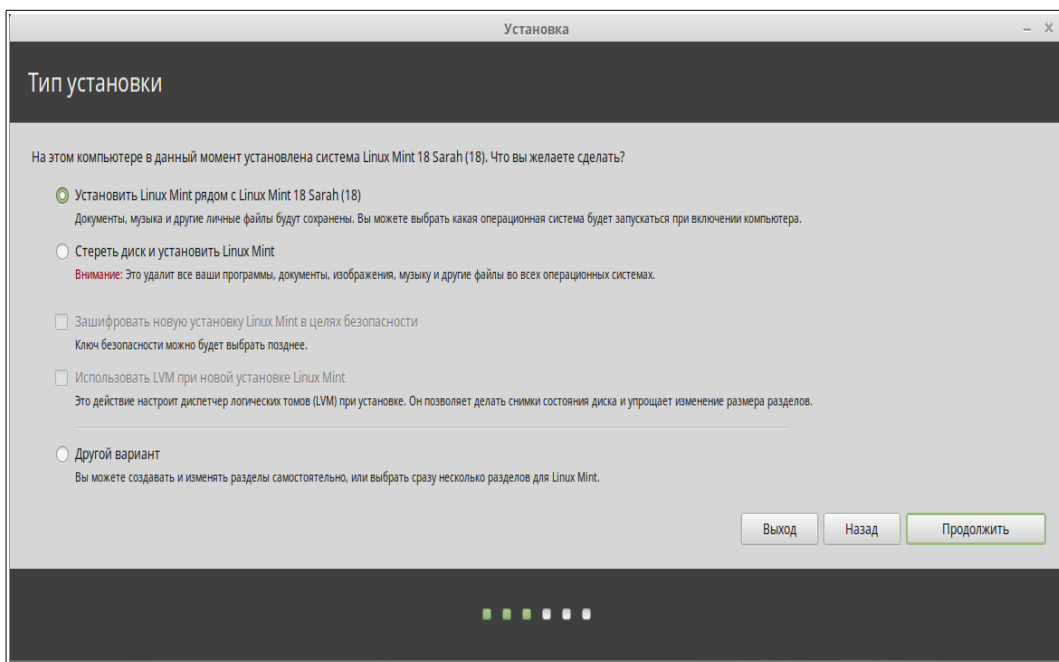 Установка
Тип установки
На этом компьютере в данный момент установлена система Linux Mint 18 Sarah (18). Что вы желаете сделать?
Установить Linux Mint рядом с Linux Mint 18 Sarah (18)
Документы, музыка и другие личные файлы будут сохранены. Вы можете выбрать какая операционная система будет запускаться при включении компьютера.
Стереть диск и установить Linux Mint
Внимание: Это удалит все ваши программы, документы, изображения, музыку и другие файлы во всех операционных системах.
Зашифровать новую установку Linux Mint в целях безопасности
Ключ безопасности можно будет выбрать позднее.
Использовать LVM при новой установке Linux Mint
Это действие настроит диспетчер логических томов (LVM) при установке. Он позволяет делать снимки состояния диска и упрощает изменение размера разделов.
Другой вариант
Вы можете создавать и изменять разделы самостоятельно, или выбрать сразу несколько разделов для Linux Mint.
Выход Назад Продолжить